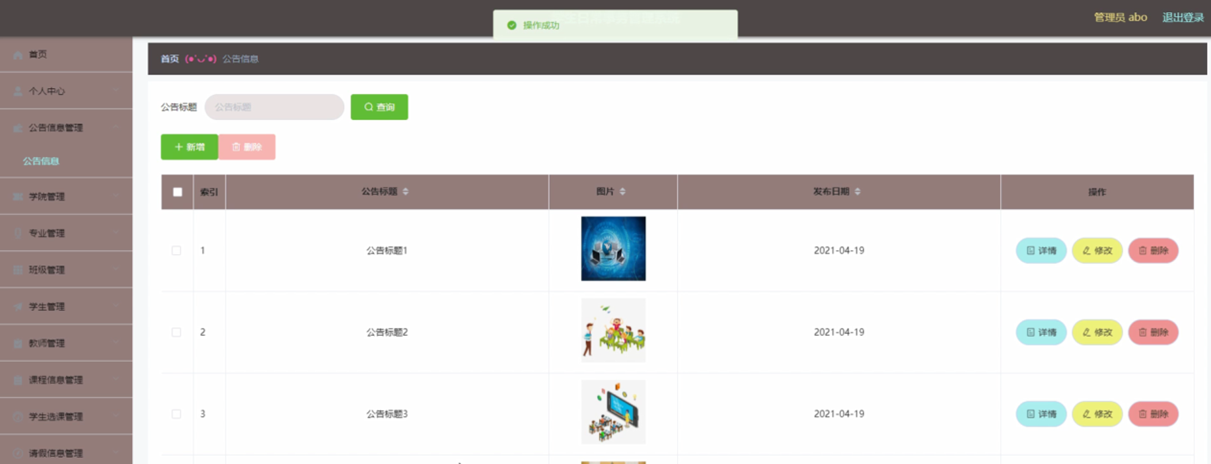 操作成功
管理员 abo 退出登录
首页
个人中心
公告信息管理
公告信息
学院管理
专业管理
班级管理
学生管理
教师管理
课程信息管理
学生选课管理
请假信息管理
首页 (●'◡'●) 公告信息
公告标题 公告标题 查询
新增 删除
索引 公告标题 图片 发布日期 操作
1 公告标题1 2021-04-19 详情 修改 删除
2 公告标题2 2021-04-19 详情 修改 删除
3 公告标题3 2021-04-19 详情 修改 删除